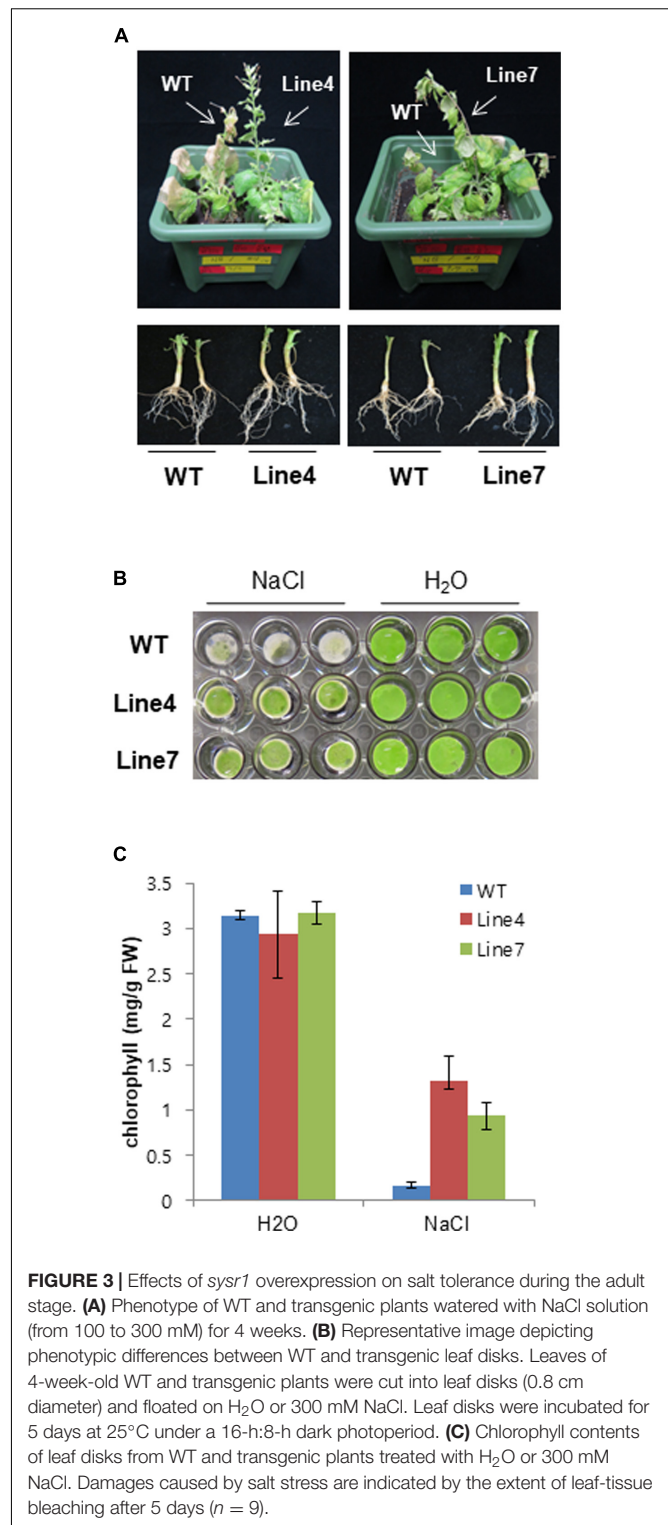 A
WT
Line4
WT
Line7
WT
Line4
WT
Line7
B
NaCl
H₂O
WT
Line4
Line7
C
chlorophyll (mg/g FW)
3.5
3
2.5
2
1.5
1
0.5
0
WT
Line4
Line7
H2O
NaCl
FIGURE 3 | Effects of sysr1 overexpression on salt tolerance during the adult
stage. (A) Phenotype of WT and transgenic plants watered with NaCl solution
(from 100 to 300 mM) for 4 weeks. (B) Representative image depicting
phenotypic differences between WT and transgenic leaf disks. Leaves of
4-week-old WT and transgenic plants were cut into leaf disks (0.8 cm
diameter) and floated on H₂O or 300 mM NaCl. Leaf disks were incubated for
5 days at 25°C under a 16-h:8-h dark photoperiod. (C) Chlorophyll contents
of leaf disks from WT and transgenic plants treated with H₂O or 300 mM
NaCl. Damages caused by salt stress are indicated by the extent of leaf-tissue
bleaching after 5 days (n = 9).